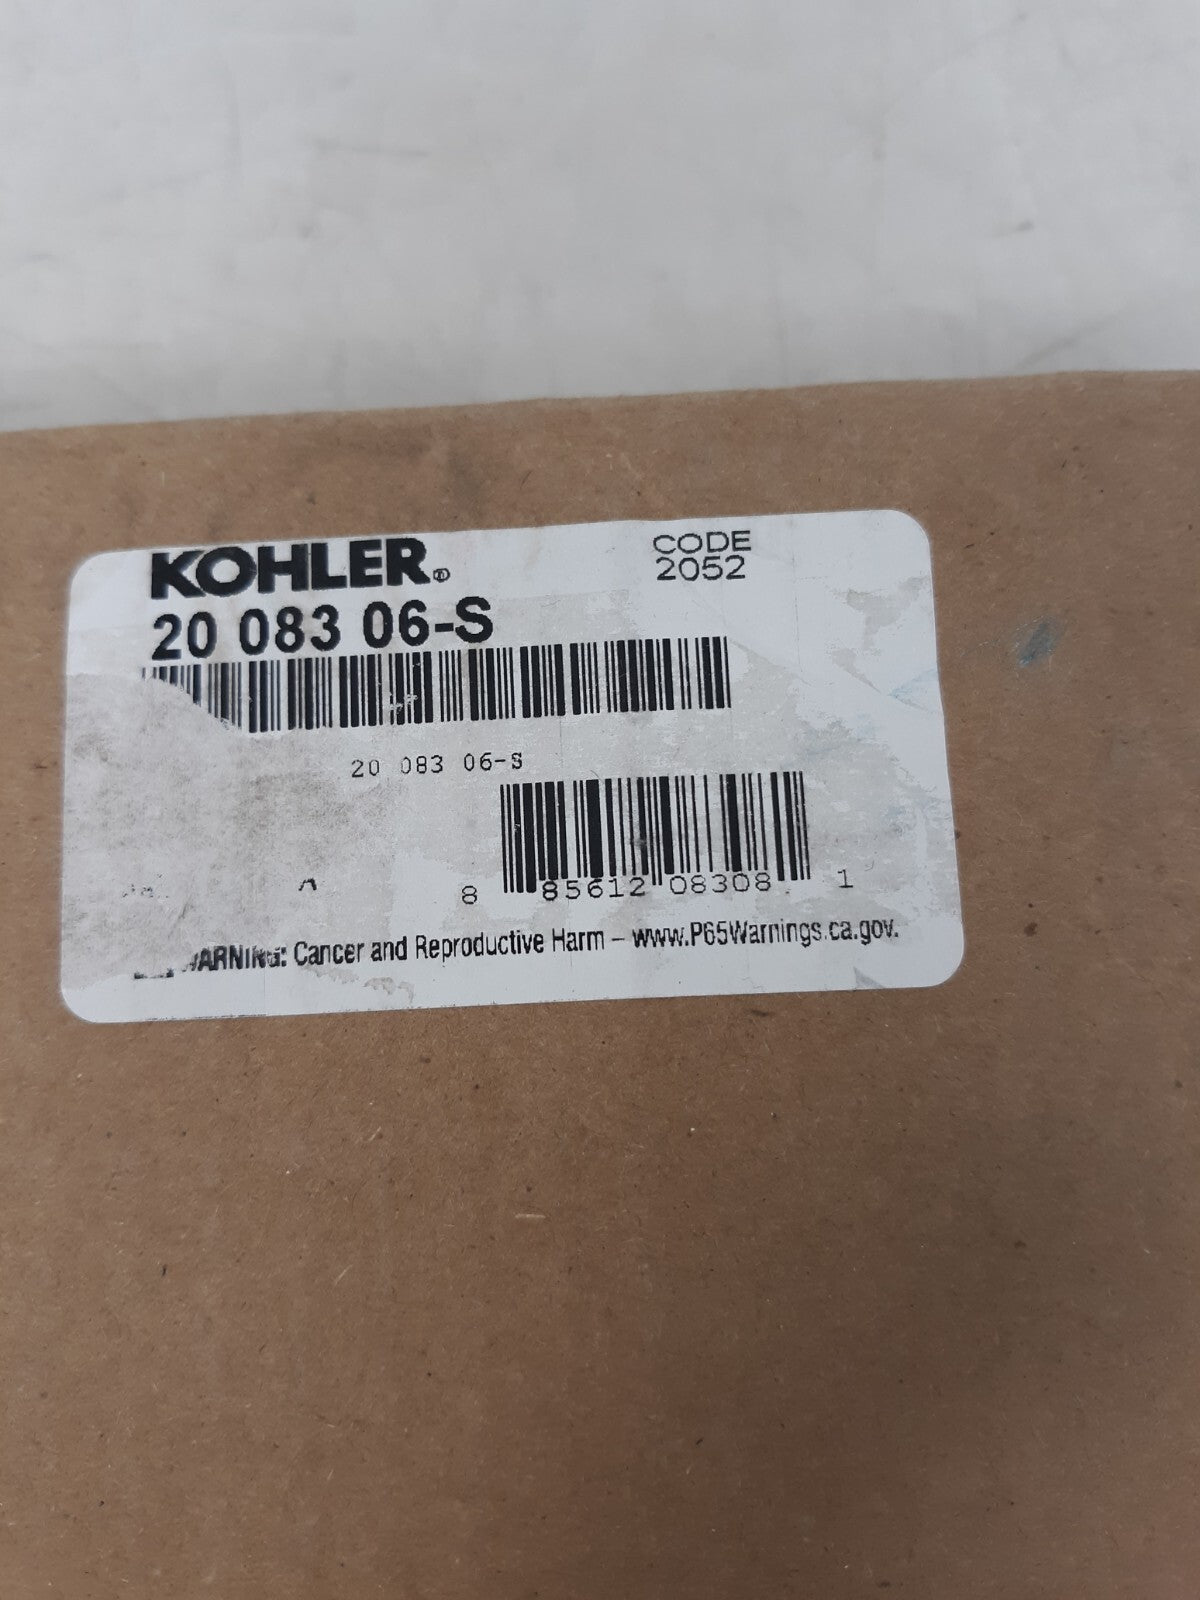 KOHLER®
CODE
2052
20 083 06-S
20 083 06-S
8 85612 08308 1
WARNING: Cancer and Reproductive Harm – www.P65Warnings.ca.gov.